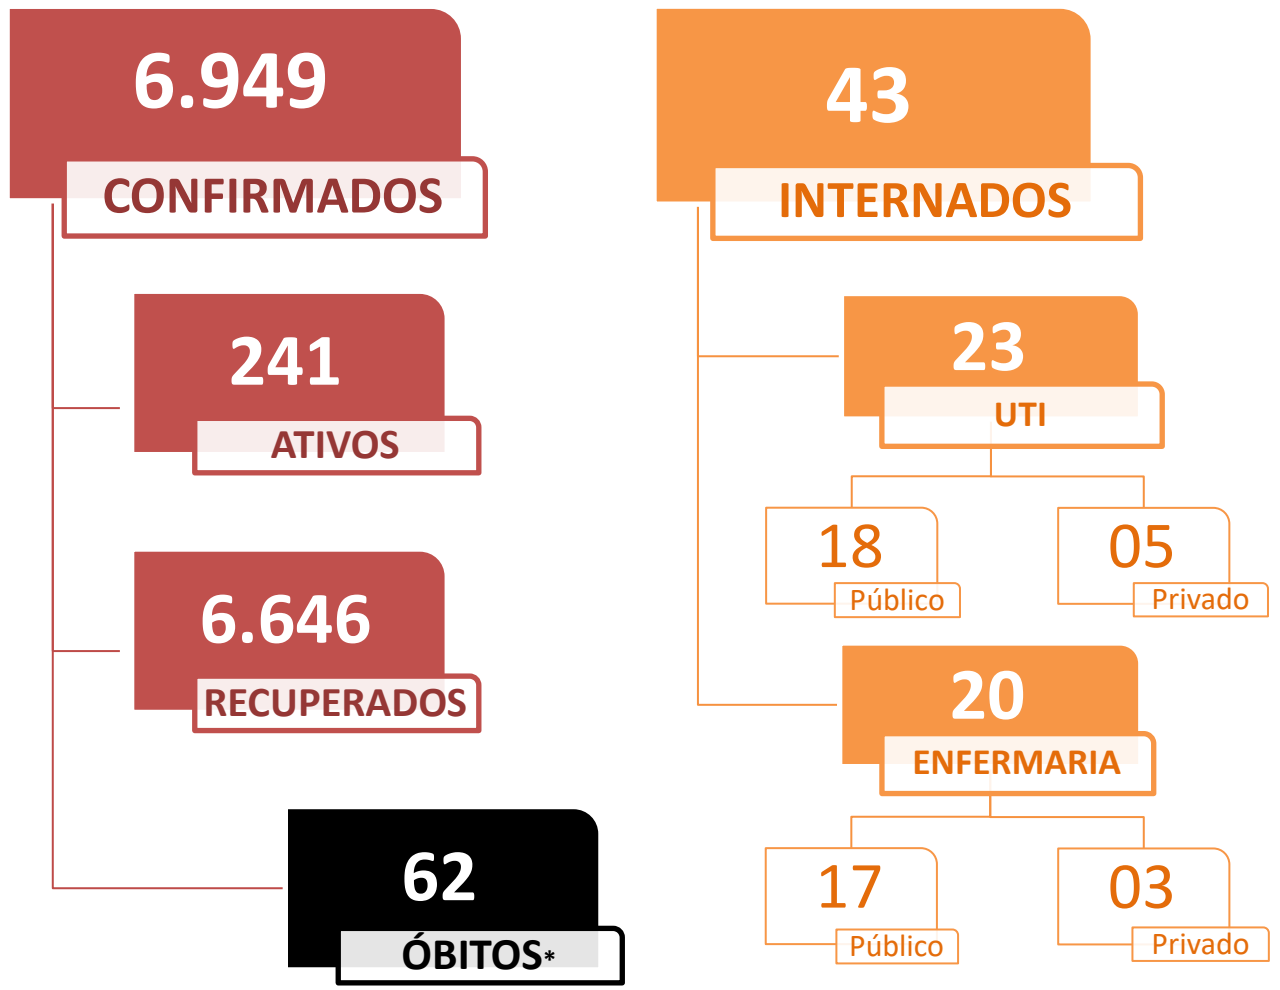 6.949
CONFIRMADOS
241
ATIVOS
6.646
RECUPERADOS
62
ÓBITOS*
43
INTERNADOS
23
UTI
18
Público
05
Privado
20
ENFERMARIA
17
Público
03
Privado